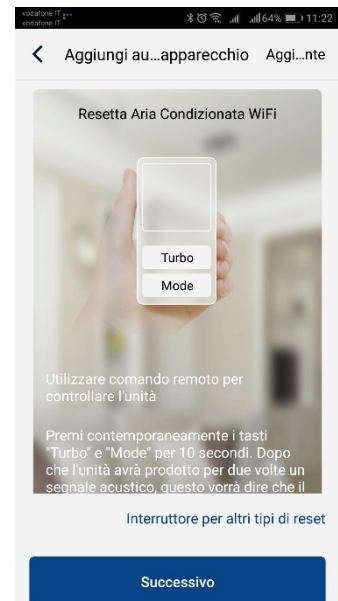 vodafone IT
vodafone IT
64% 11:22
Aggiungi au...apparecchio Aggi...nte
Resetta Aria Condizionata WiFi
Turbo
Mode
Utilizzare comando remoto per
controllare l'unità
Premi contemporaneamente i tasti
"Turbo" e "Mode" per 10 secondi. Dopo
che l'unità avrà prodotto per due volte un
segnale acustico, questo vorrà dire che il
Interruttore per altri tipi di reset
Successivo